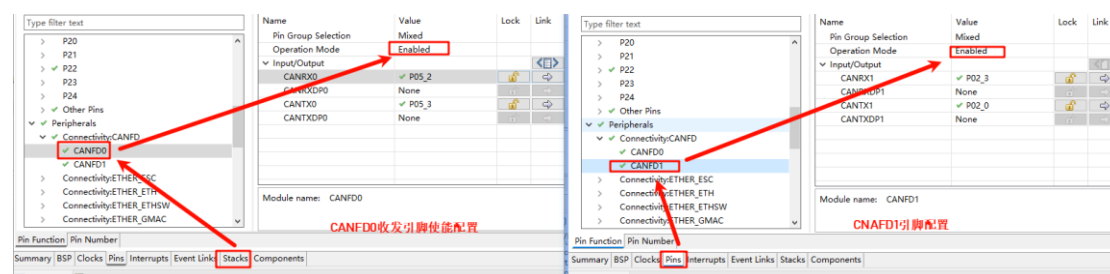 Type filter text
P20
P21
P22
P23
P24
Other Pins
Peripherals
Connectivity:CANFD
CANFD0
CANFD1
Connectivity:ETHER_ESC
Connectivity:ETHER_ETH
Connectivity:ETHER_ETHSW
Connectivity:ETHER_GMAC
Name Value Lock Link
Pin Group Selection Mixed
Operation Mode Enabled
Input/Output
CANRX0 P05_2
CANRXDP0 None
CANTX0 P05_3
CANTXDP0 None
Module name: CANFD0
CANFD0收发引脚使能配置
Pin Function Pin Number
Summary BSP Clocks Pins Interrupts Event Links Stacks Components
Type filter text
P20
P21
P22
P23
P24
Other Pins
Peripherals
Connectivity:CANFD
CANFD0
CANFD1
Connectivity:ETHER_ESC
Connectivity:ETHER_ETH
Connectivity:ETHER_ETHSW
Connectivity:ETHER_GMAC
Name Value Lock Link
Pin Group Selection Mixed
Operation Mode Enabled
Input/Output
CANRX1 P02_3
CANRXDP1 None
CANTX1 P02_0
CANTXDP1 None
Module name: CANFD1
CNAFD1引脚配置
Pin Function Pin Number
Summary BSP Clocks Pins Interrupts Event Links Stacks Components